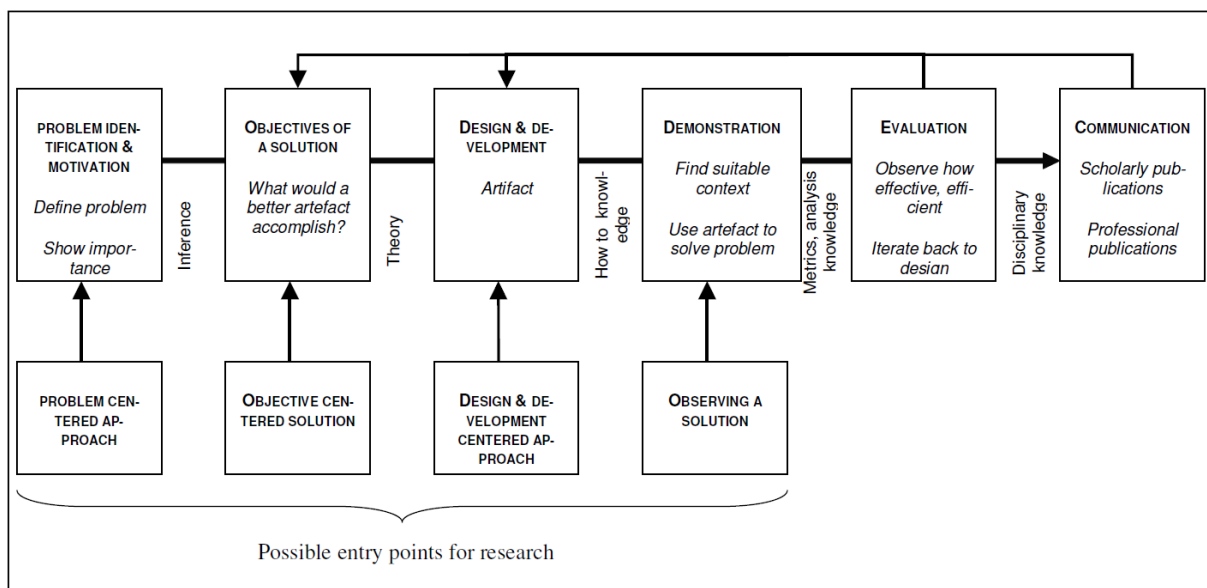 PROBLEM IDEN-
TIFICATION &
MOTIVATION
Define problem
Show impor-
tance
Inference
OBJECTIVES OF
A SOLUTION
What would a
better artefact
accomplish?
Theory
DESIGN & DE-
VELOPMENT
Artifact
How to knowl-
edge
DEMONSTRATION
Find suitable
context
Use artefact to
solve problem
Metrics, analysis
knowledge
EVALUATION
Observe how
effective, effi-
cient
Iterate back to
design
Disciplinary
knowledge
COMMUNICATION
Scholarly pub-
lications
Professional
publications
PROBLEM CEN-
TERED AP-
PROACH
OBJECTIVE CEN-
TERED SOLUTION
DESIGN & DE-
VELOPMENT
CENTERED AP-
PROACH
OBSERVING A
SOLUTION
Possible entry points for research